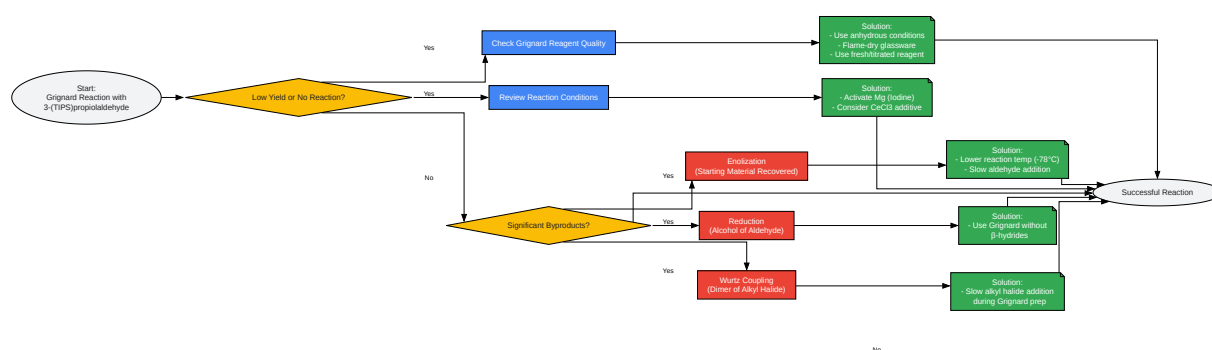 Start:
Grignard Reaction with
3-(TIPS)propiolaldehyde
Low Yield or No Reaction?
Yes
Check Grignard Reagent Quality
Solution:
- Use anhydrous conditions
- Flame-dry glassware
- Use fresh/titrated reagent
Yes
Review Reaction Conditions
Solution:
- Activate Mg (Iodine)
- Consider CeCl3 additive
No
Significant Byproducts?
Yes
Enolization
(Starting Material Recovered)
Solution:
- Lower reaction temp (-78°C)
- Slow aldehyde addition
Successful Reaction
Yes
Reduction
(Alcohol of Aldehyde)
Solution:
- Use Grignard without
β-hydrides
Yes
Wurtz Coupling
(Dimer of Alkyl Halide)
Solution:
- Slow alkyl halide addition
during Grignard prep
No